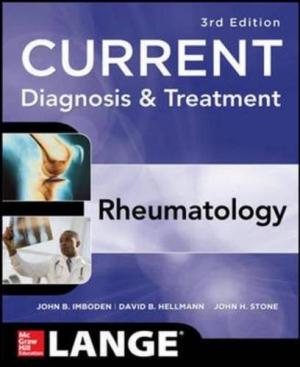 3rd Edition
CURRENT
Diagnosis & Treatment
Rheumatology
JOHN B. IMBODEN | DAVID B. HELLMANN | JOHN H. STONE
Mc
Graw
Hill
Education
LANGE®